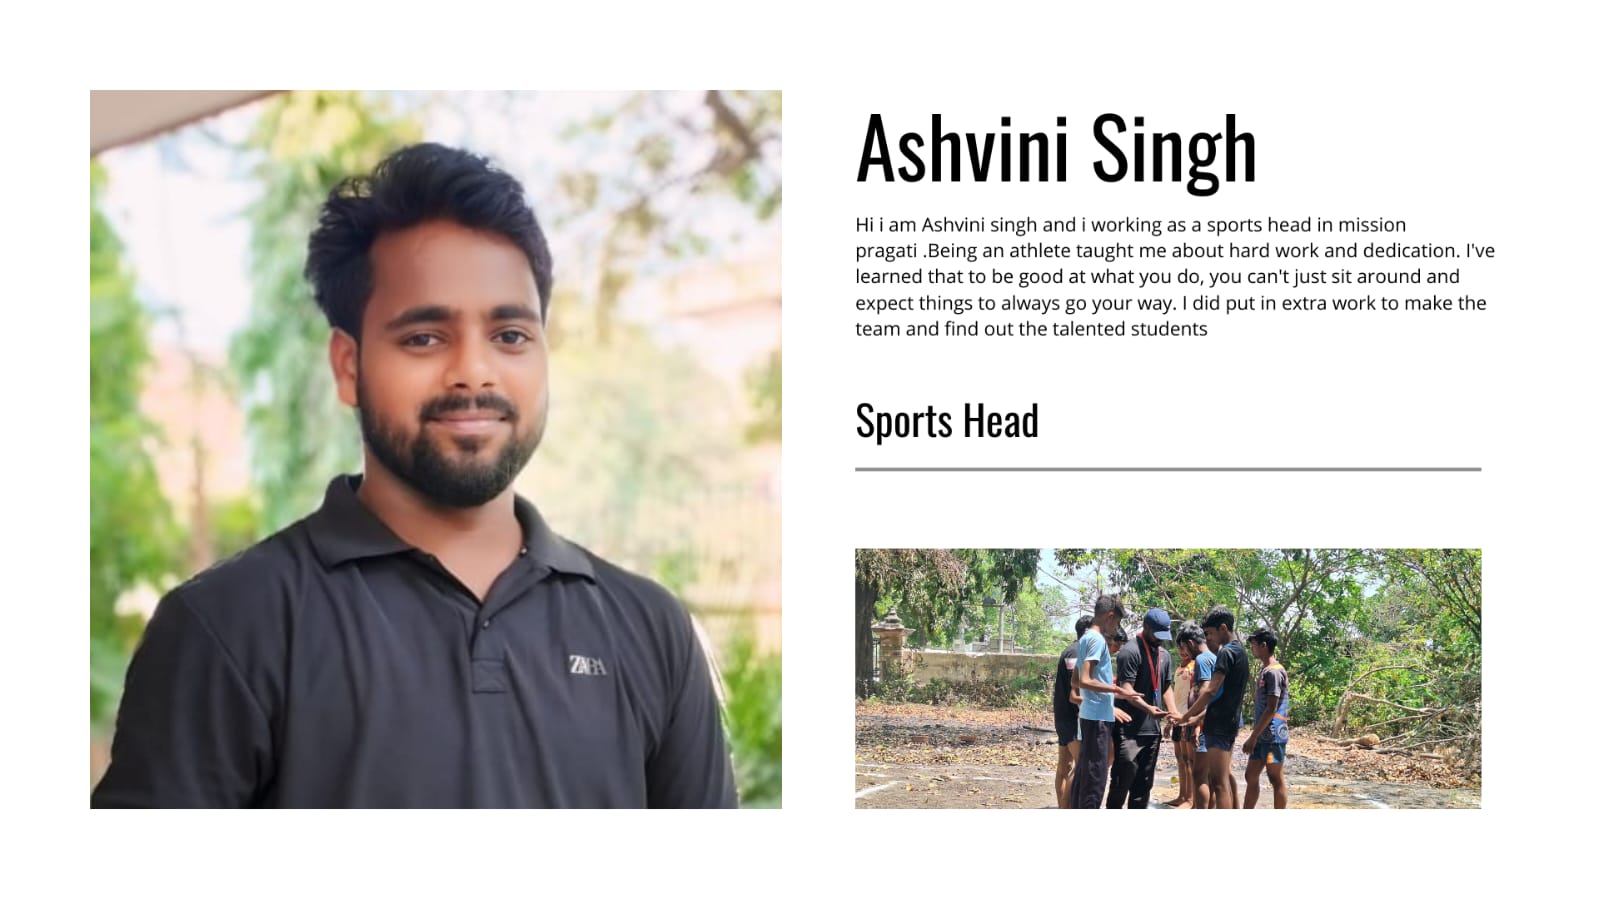 Ashvini Singh
Hi i am Ashvini singh and i working as a sports head in mission
pragati .Being an athlete taught me about hard work and dedication. I've
learned that to be good at what you do, you can't just sit around and
expect things to always go your way. I did put in extra work to make the
team and find out the talented students
Sports Head
ZARA